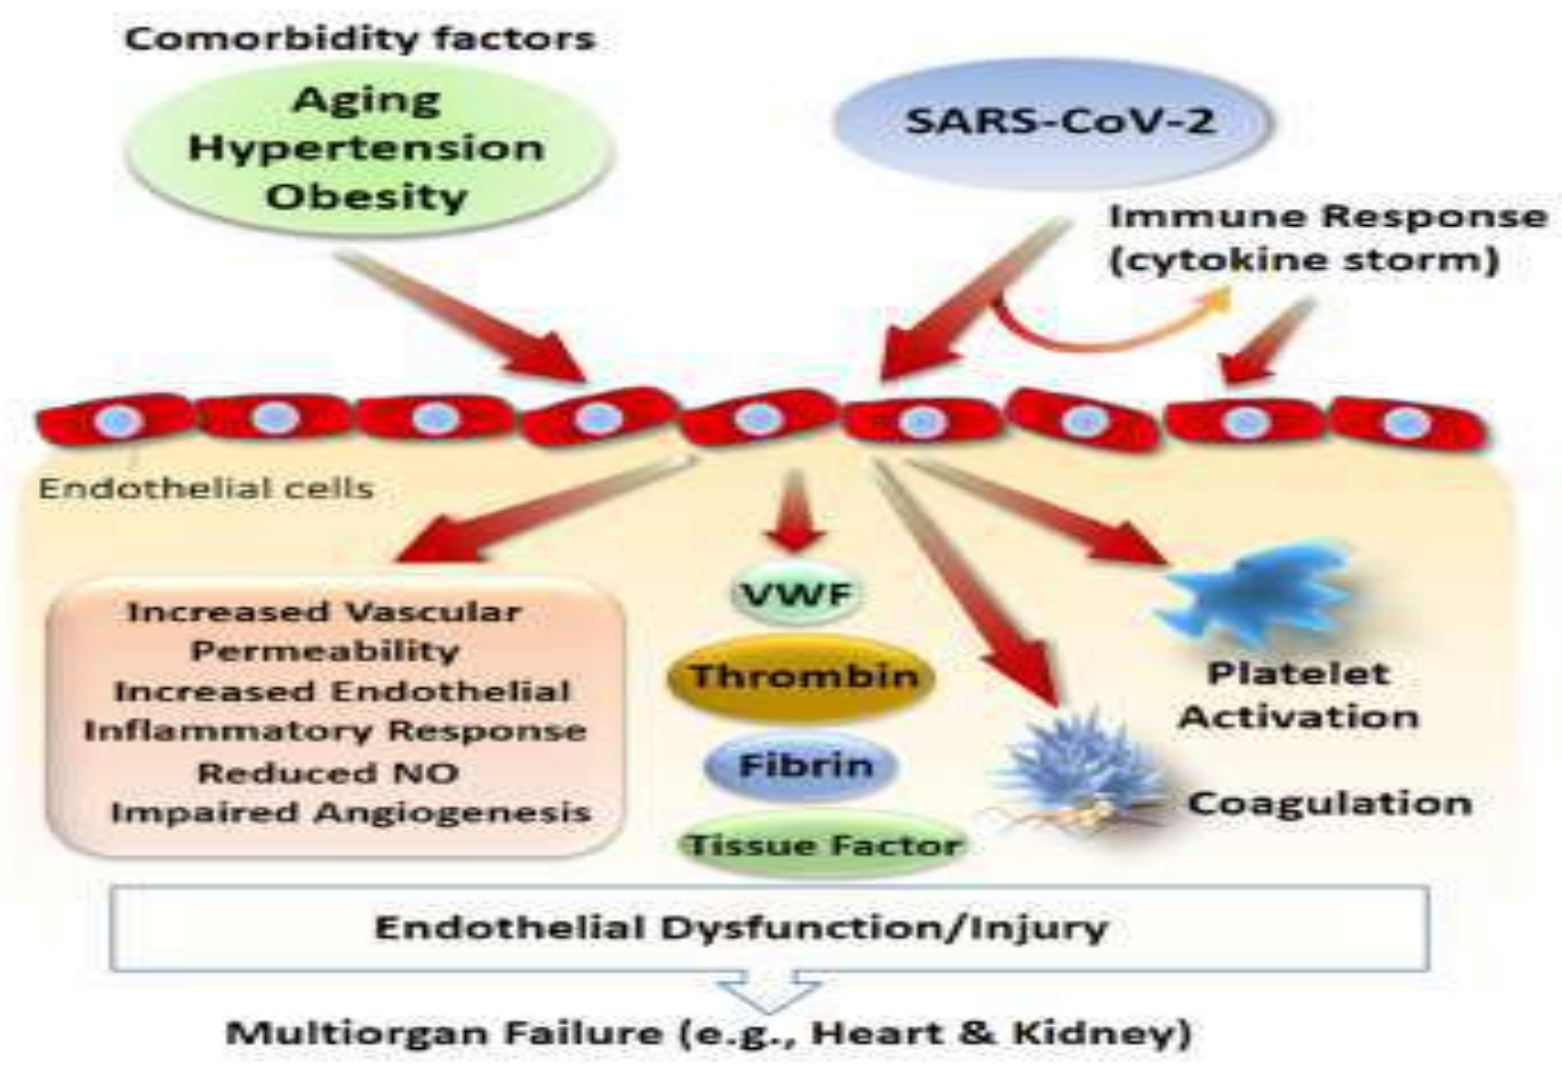 Comorbidity factors
Aging
Hypertension
Obesity
SARS-CoV-2
Immune Response
(cytokine storm)
Endothelial cells
Increased Vascular
Permeability
Increased Endothelial
Inflammatory Response
Reduced NO
Impaired Angiogenesis
VWF
Thrombin
Fibrin
Tissue Factor
Platelet
Activation
Coagulation
Endothelial Dysfunction/Injury
Multiorgan Failure (e.g., Heart & Kidney)